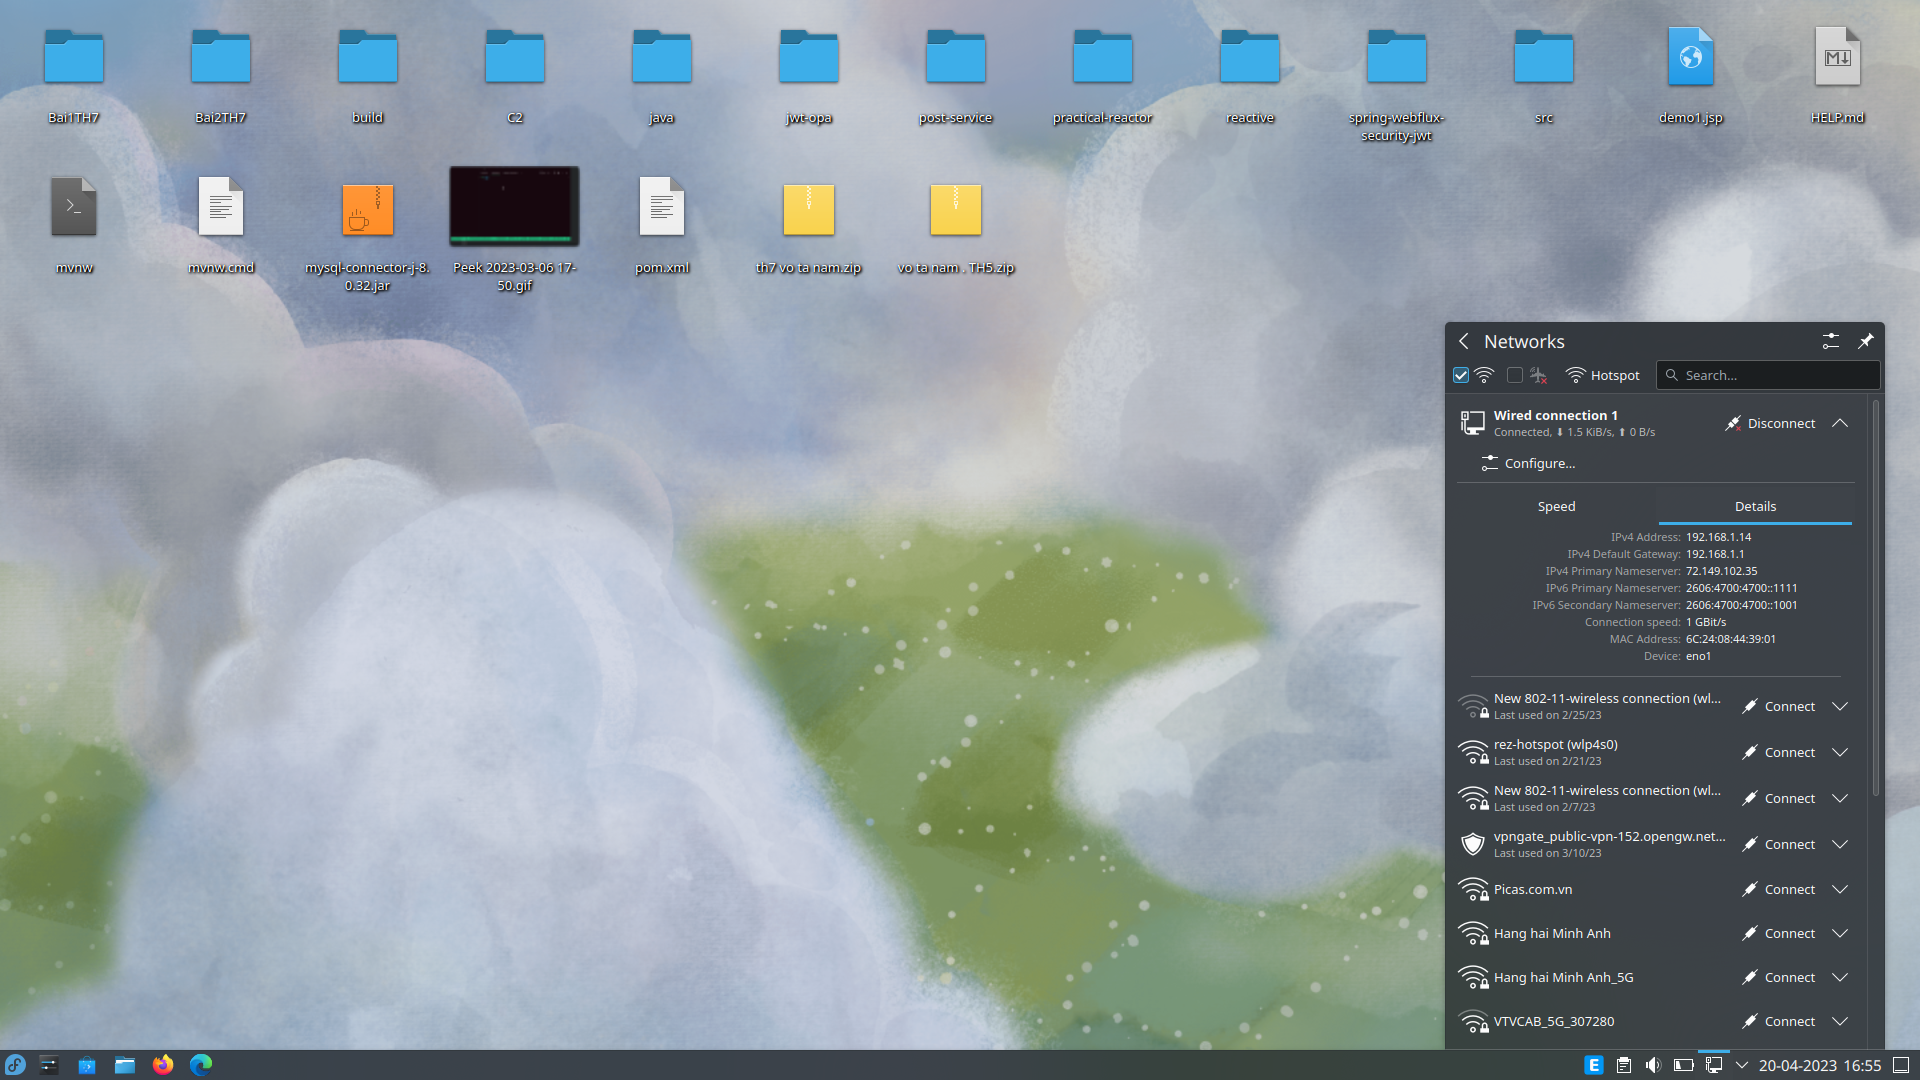 Bai1TH7
Bai2TH7
build
C2
java
jwt-opa
post-service
practical-reactor
reactive
spring-webflux-
security-jwt
src
demo1.jsp
HELP.md
mvnw
mvnw.cmd
mysql-connector-j-8.
0.32.jar
Peek 2023-03-06 17-
50.gif
pom.xml
th7 vo ta nam.zip
vo ta nam . TH5.zip
Networks
Hotspot
Search...
Wired connection 1
Connected, ⬇ 1.5 KiB/s, ⬆ 0 B/s
Disconnect
Configure...
Speed
Details
IPv4 Address: 192.168.1.14
IPv4 Default Gateway: 192.168.1.1
IPv4 Primary Nameserver: 72.149.102.35
IPv6 Primary Nameserver: 2606:4700:4700::1111
IPv6 Secondary Nameserver: 2606:4700:4700::1001
Connection speed: 1 GBit/s
MAC Address: 6C:24:08:44:39:01
Device: eno1
New 802-11-wireless connection (wl...
Last used on 2/25/23
Connect
rez-hotspot (wlp4s0)
Last used on 2/21/23
Connect
New 802-11-wireless connection (wl...
Last used on 2/7/23
Connect
vpngate_public-vpn-152.opengw.net...
Last used on 3/10/23
Connect
Picas.com.vn
Connect
Hang hai Minh Anh
Connect
Hang hai Minh Anh_5G
Connect
VTVCAB_5G_307280
Connect
E
20-04-2023 16:55